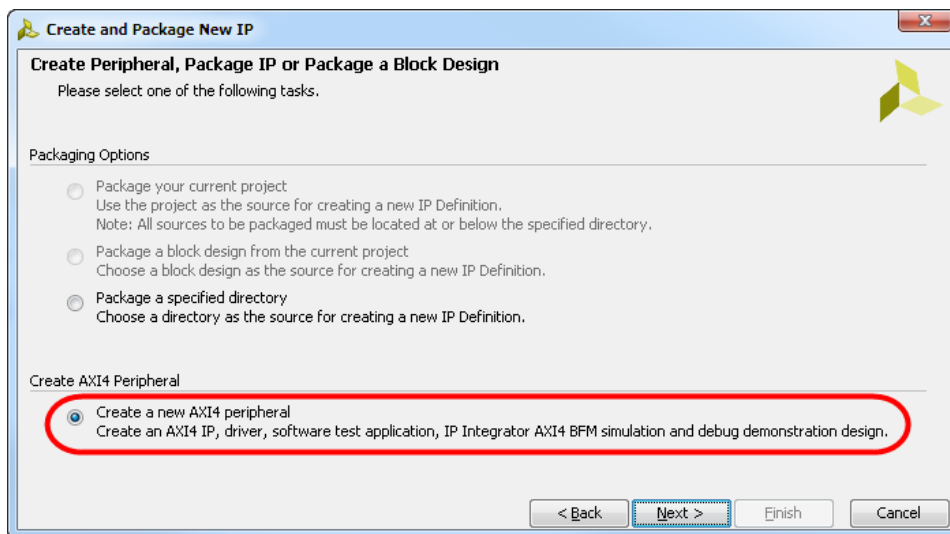 Create and Package New IP
Create Peripheral, Package IP or Package a Block Design
Please select one of the following tasks.
Packaging Options
Package your current project
Use the project as the source for creating a new IP Definition.
Note: All sources to be packaged must be located at or below the specified directory.
Package a block design from the current project
Choose a block design as the source for creating a new IP Definition.
Package a specified directory
Choose a directory as the source for creating a new IP Definition.
Create AXI4 Peripheral
Create a new AXI4 peripheral
Create an AXI4 IP, driver, software test application, IP Integrator AXI4 BFM simulation and debug demonstration design.
< Back Next > Finish Cancel